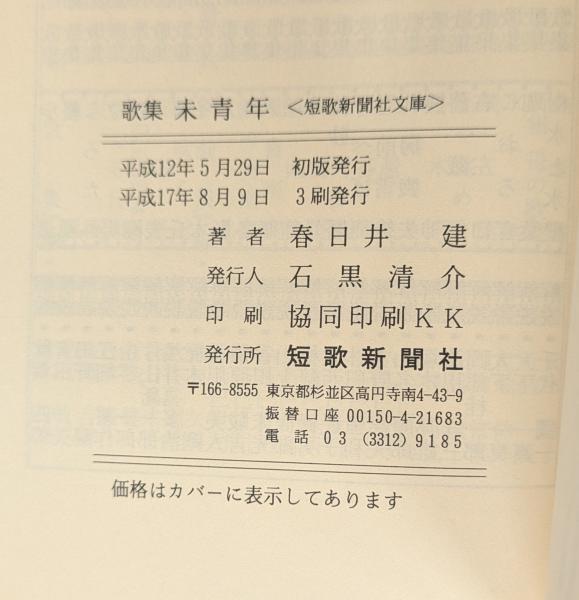 歌集 未青年 <短歌新聞社文庫>
平成12年5月29日 初版発行
平成17年8月9日 3刷発行
著者 春日井 建
発行人 石黒清介
印刷 協同印刷KK
発行所 短歌新聞社
〒166-8555 東京都杉並区高円寺南4-43-9
振替口座 00150-4-21683
電話 03 (3312) 9185
価格はカバーに表示してあります